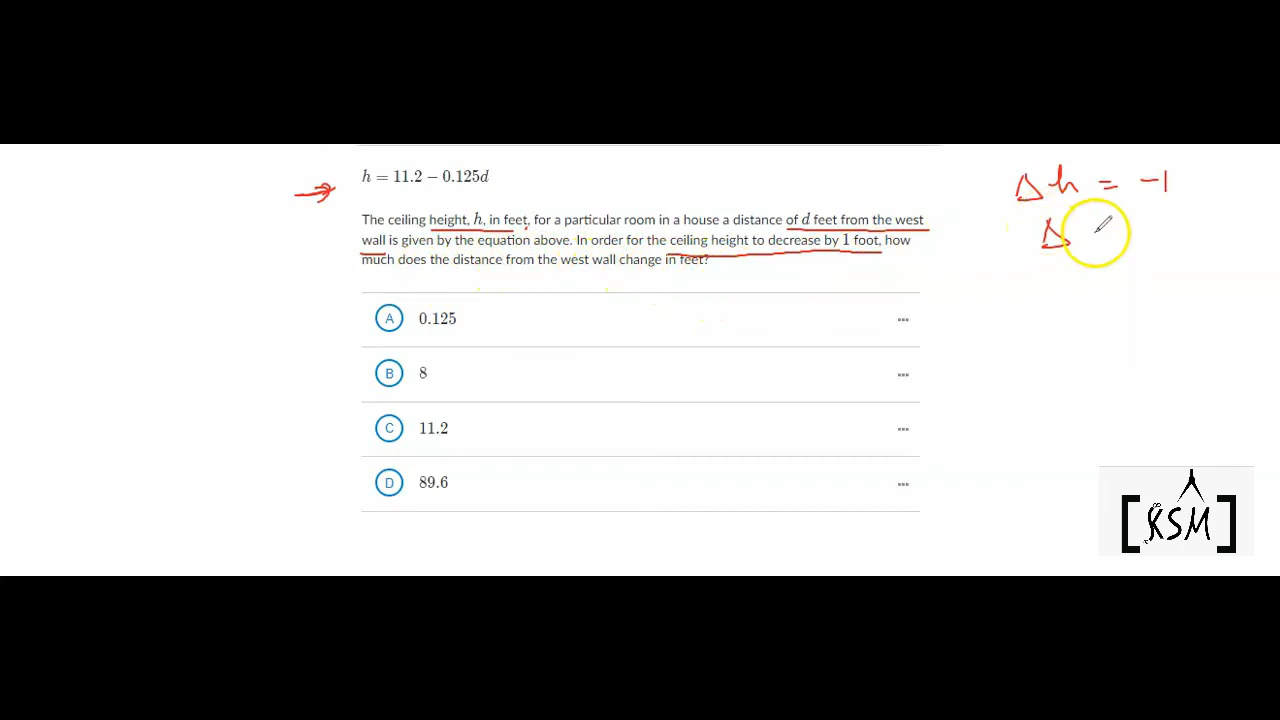 h = 11.2 − 0.125d
Δh = -1
The ceiling height, h, in feet, for a particular room in a house a distance of d feet from the west
Δ
wall is given by the equation above. In order for the ceiling height to decrease by 1 foot, how
much does the distance from the west wall change in feet?
A 0.125
B 8
C 11.2
D 89.6
[KSM]